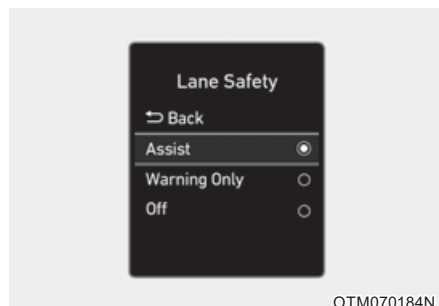 Lane Safety
Back
Assist
Warning Only
Off
OTM070184N